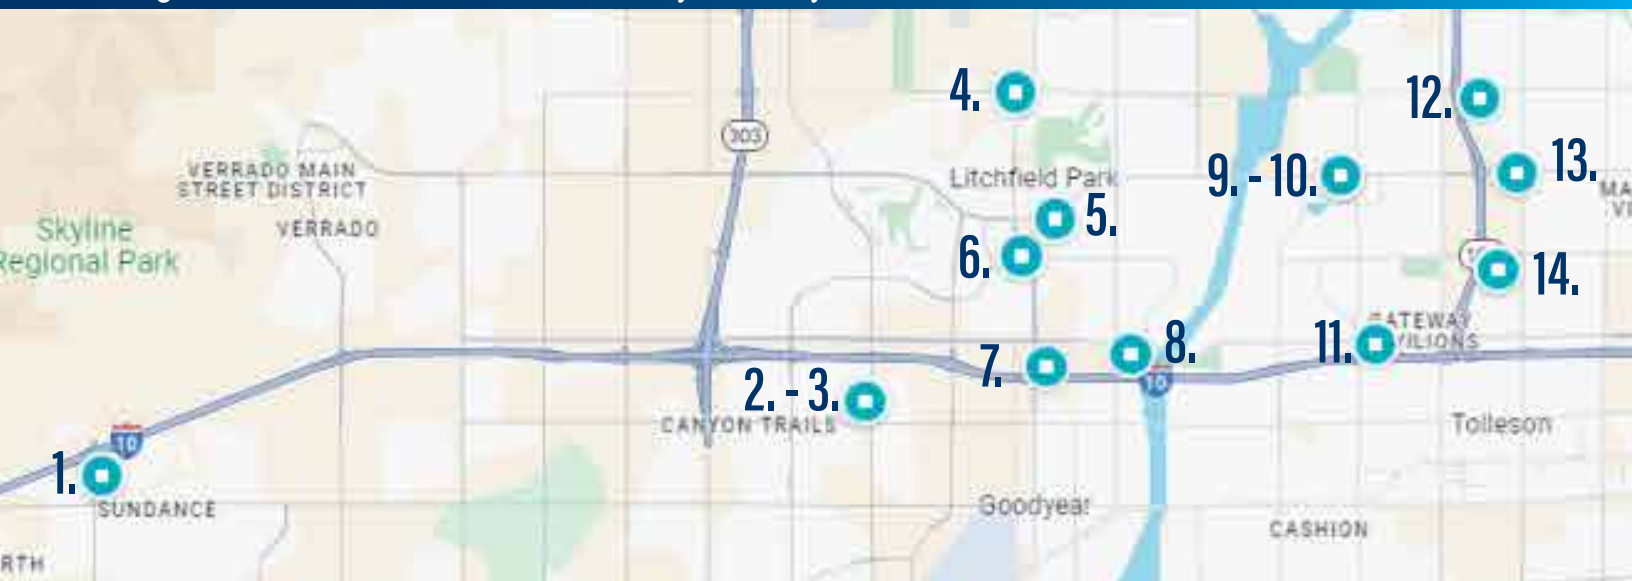 4.
12.
303
13.
VERRADO MAIN
STREET DISTRICT
Litchfield Park
9. - 10.
5.
Skyline
Regional Park
VERRADO
6.
14.
11.
8.
7.
10
2. - 3.
CANYON TRAILS
Tolleson
10
1.
SUNDANCE
Goodyear
CASHION
RTH